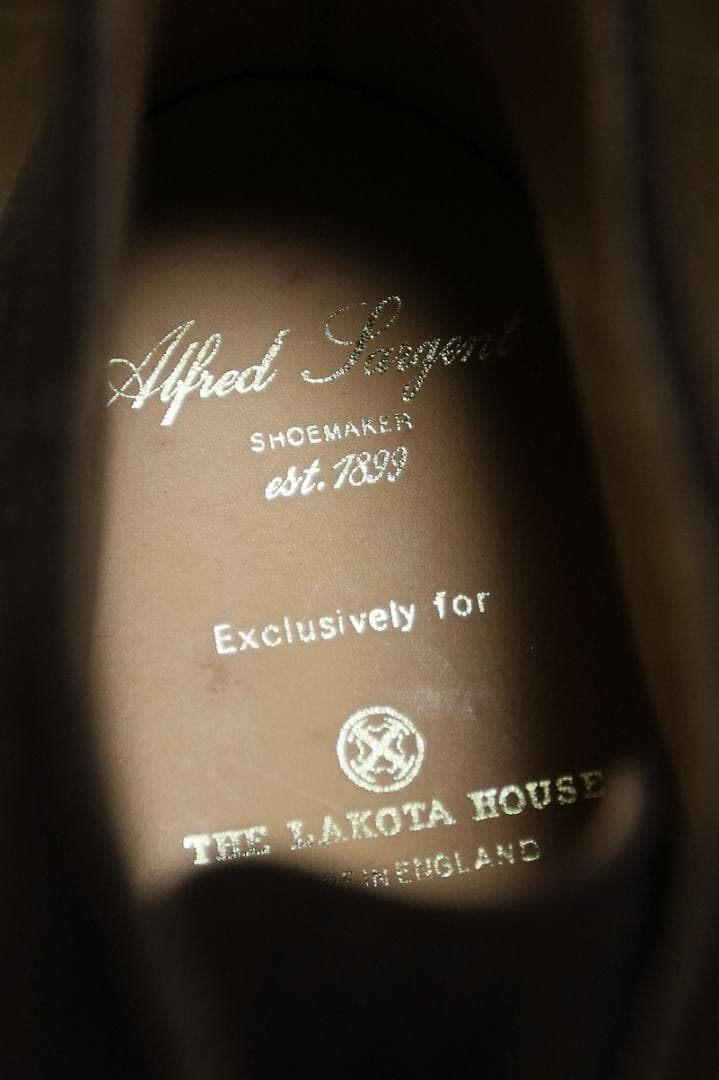 Alfred Sargent
SHOEMAKER
est. 1899
Exclusively for
THE LAKOTA HOUSE
IN ENGLAND